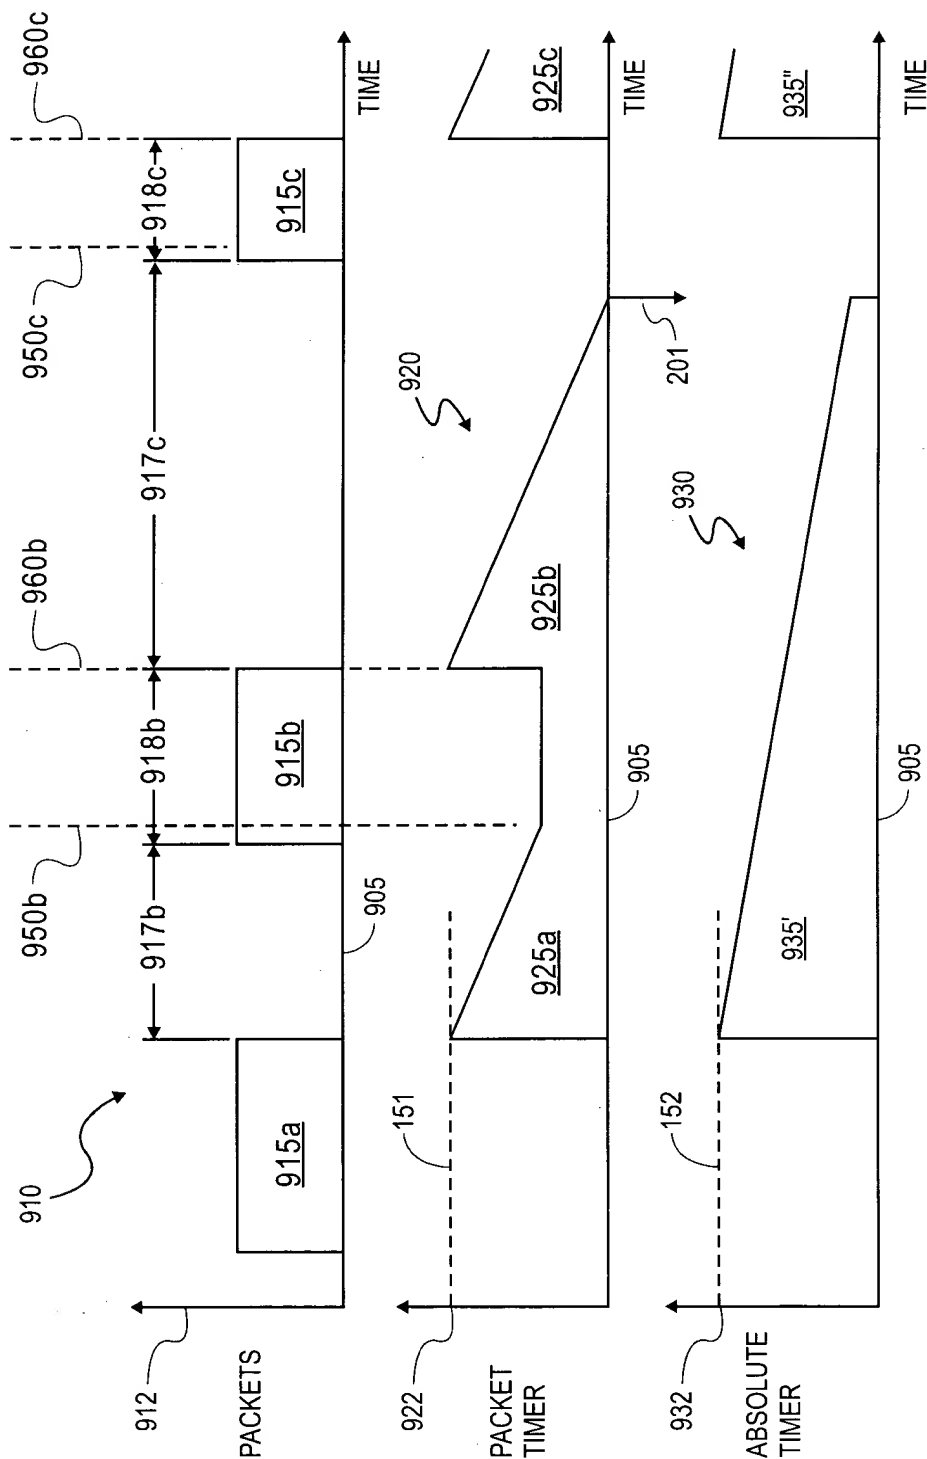 960c
950c
960b
950b
910
918c
917c
918b
917b
912
PACKETS
915a
915b
915c
905
TIME
920
922
151
925a
925b
925c
PACKET
TIMER
905
201
TIME
930
932
152
935'
935"
ABSOLUTE
TIMER
905
TIME